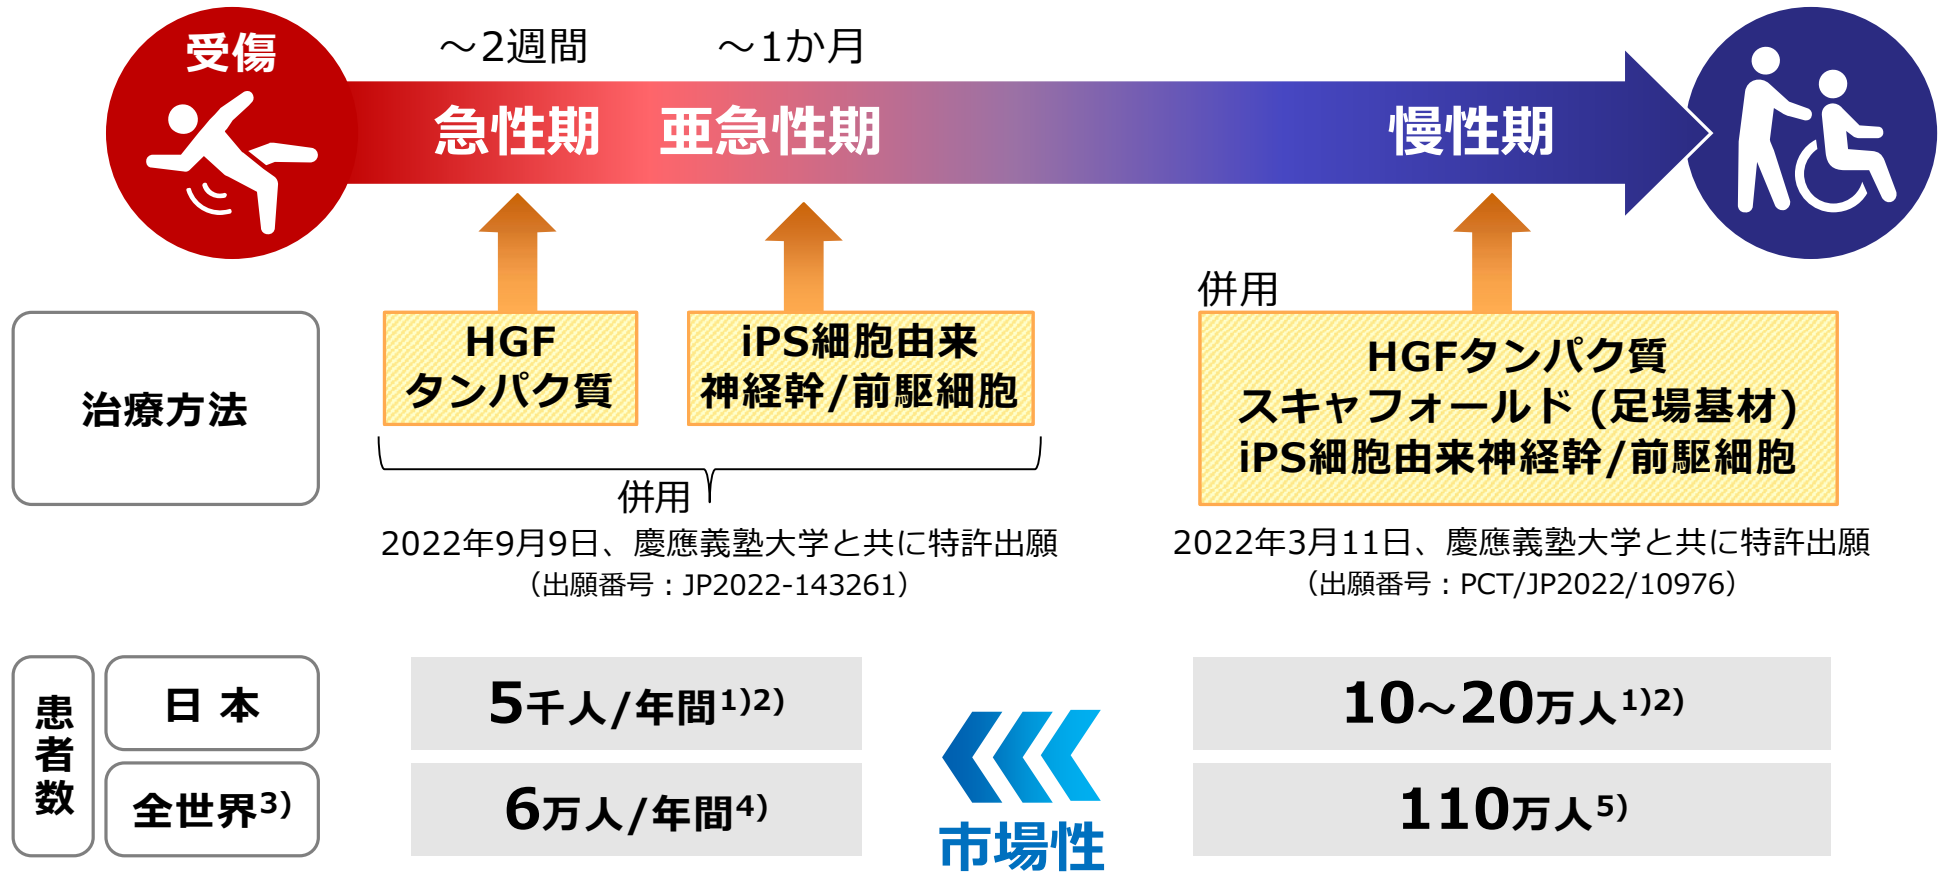 受傷
～2週間
～1か月
急性期
亜急性期
慢性期
治療方法
HGF
タンパク質
iPS細胞由来
神経幹/前駆細胞
併用
2022年9月9日、慶應義塾大学と共に特許出願
（出願番号：JP2022-143261）
併用
HGFタンパク質
スキャフォールド (足場基材)
iPS細胞由来神経幹/前駆細胞
2022年3月11日、慶應義塾大学と共に特許出願
（出願番号：PCT/JP2022/10976）
患者数
日 本
5千人/年間1)2)
10～20万人1)2)
全世界3)
6万人/年間4)
110万人5)
市場性